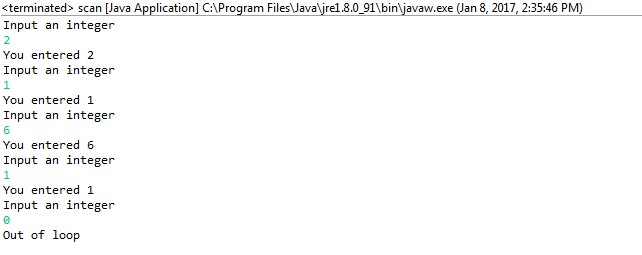 <terminated> scan [Java Application] C:\Program Files\Java\jre1.8.0_91\bin\javaw.exe (Jan 8, 2017, 2:35:46 PM)
Input an integer
2
You entered 2
Input an integer
1
You entered 1
Input an integer
6
You entered 6
Input an integer
1
You entered 1
Input an integer
0
Out of loop